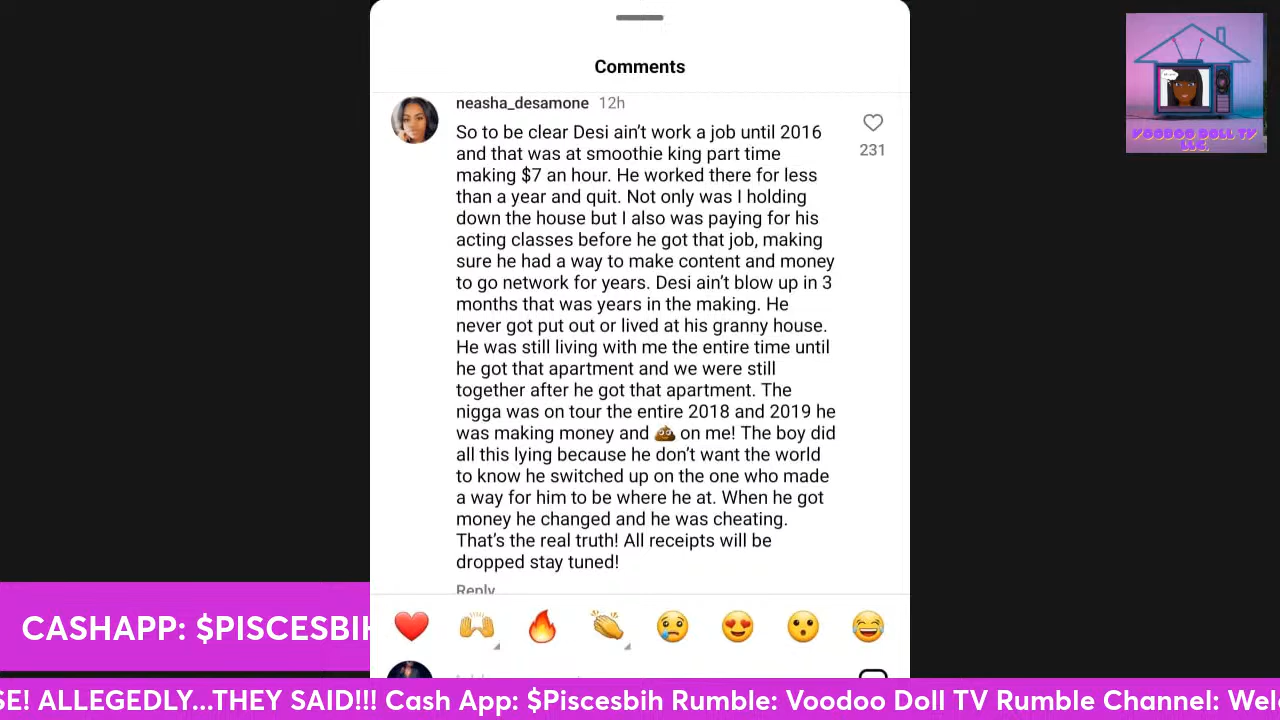 Comments
neasha_desamone 12h
So to be clear Desi ain't work a job until 2016
and that was at smoothie king part time
making $7 an hour. He worked there for less
than a year and quit. Not only was I holding
down the house but I also was paying for his
acting classes before he got that job, making
sure he had a way to make content and money
to go network for years. Desi ain't blow up in 3
months that was years in the making. He
never got put out or lived at his granny house.
He was still living with me the entire time until
he got that apartment and we were still
together after he got that apartment. The
nigga was on tour the entire 2018 and 2019 he
was making money and 💩 on me! The boy did
all this lying because he don't want the world
to know he switched up on the one who made
a way for him to be where he at. When he got
money he changed and he was cheating.
That's the real truth! All receipts will be
dropped stay tuned!
231
Reply
VOODOO DOLL TV
LLC.
CASHAPP: $PISCESBIH
SE! ALLEGEDLY...THEY SAID!!! Cash App: $Piscesbih Rumble: Voodoo Doll TV Rumble Channel: Wel